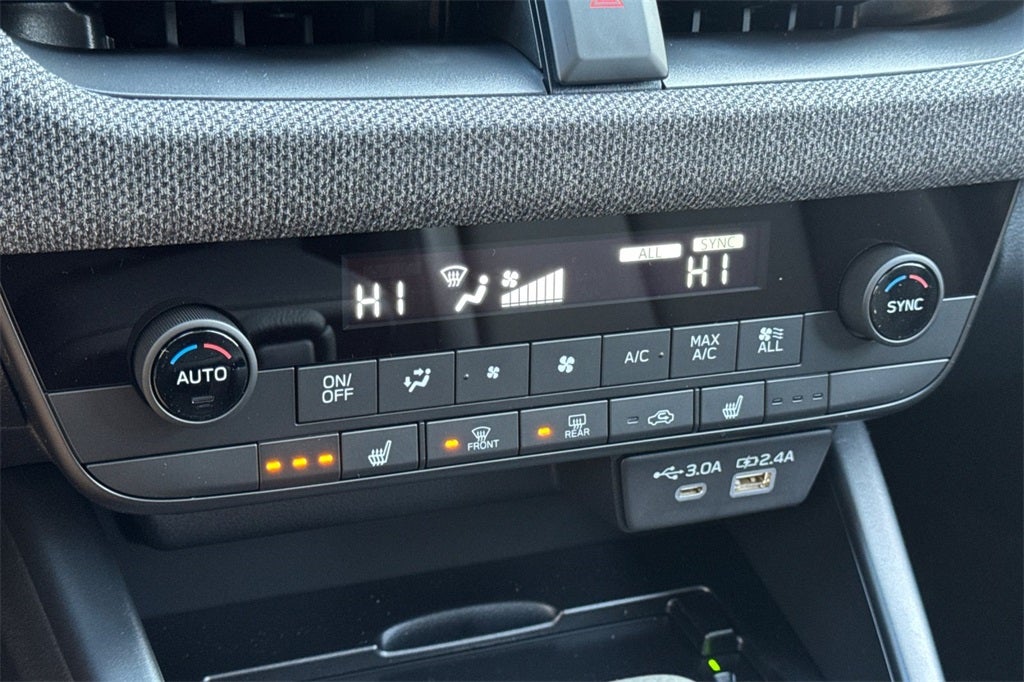 ALL SYNC
HI HI
AUTO
SYNC
ON/
OFF
A/C
MAX
A/C
ALL
FRONT
REAR
3.0A
2.4A